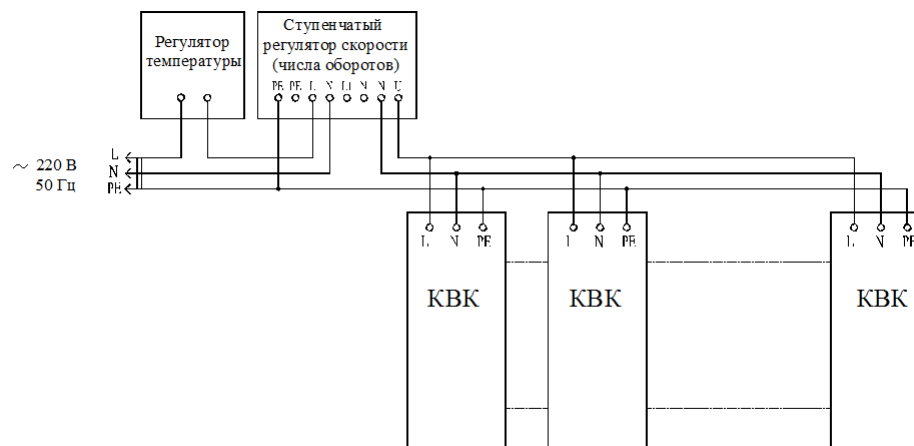 Регулятор
температуры
Ступенчатый
регулятор скорости
(числа оборотов)
PE PE L N L1 N N U
~ 220 В
50 Гц
L
N
PE
L N PE
L N PE
L N PE
КВК
КВК
КВК